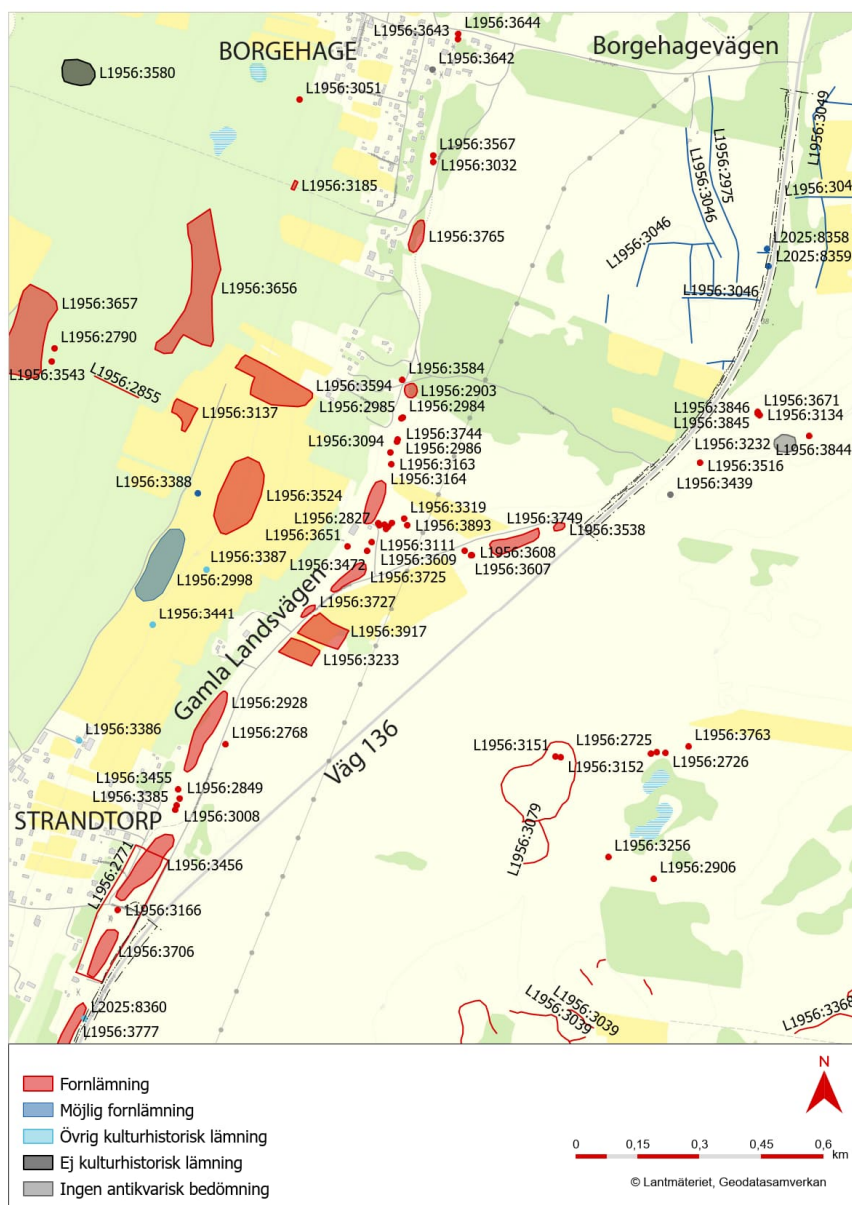 L1956:3644
L1956:3643
BORGEHAGE
Borgehagevägen
L1956:3642
L1956:3580
L1956:3051
L1956:3049
L1956:3567
L1956:3032
L1956:2975
L1956:3046
L1956:3185
L1956:304
L1956:3765
L1956:3046
L2025:8358
L2025:8359
L1956:3656
L1956:3046
L1956:3657
L1956:2790
L1956:3543
L1956:2855
L1956:3584
L1956:3594
L1956:2903
L1956:2985
L1956:2984
L1956:3137
L1956:3846
L1956:3671
L1956:3845
L1956:3134
L1956:3094
L1956:3744
L1956:2986
L1956:3232
L1956:3844
L1956:3163
L1956:3516
L1956:3164
L1956:3439
L1956:3388
L1956:3524
L1956:3319
L1956:2827
L1956:3893
L1956:3749
L1956:3538
L1956:3651
L1956:3111
L1956:3387
L1956:3608
L1956:3609
L1956:3472
L1956:3607
L1956:2998
L1956:3725
L1956:3727
L1956:3441
L1956:3917
Gamla Landsvägen
L1956:3233
L1956:2928
L1956:2768
L1956:3386
Väg 136
L1956:3151
L1956:2725
L1956:3763
L1956:2726
L1956:3152
L1956:3455
L1956:2849
L1956:3385
L1956:3008
STRANDTORP
L1956:3079
L1956:3256
L1956:2771
L1956:3456
L1956:2906
L1956:3166
L1956:3706
L2025:8360
L1956:3777
L1956:3039
L1956:3039
L1956:3368
Fornlämning
Möjlig fornlämning
Övrig kulturhistorisk lämning
Ej kulturhistorisk lämning
Ingen antikvarisk bedömning
N
0 0,15 0,3 0,45 0,6
km
© Lantmäteriet, Geodatasamverkan